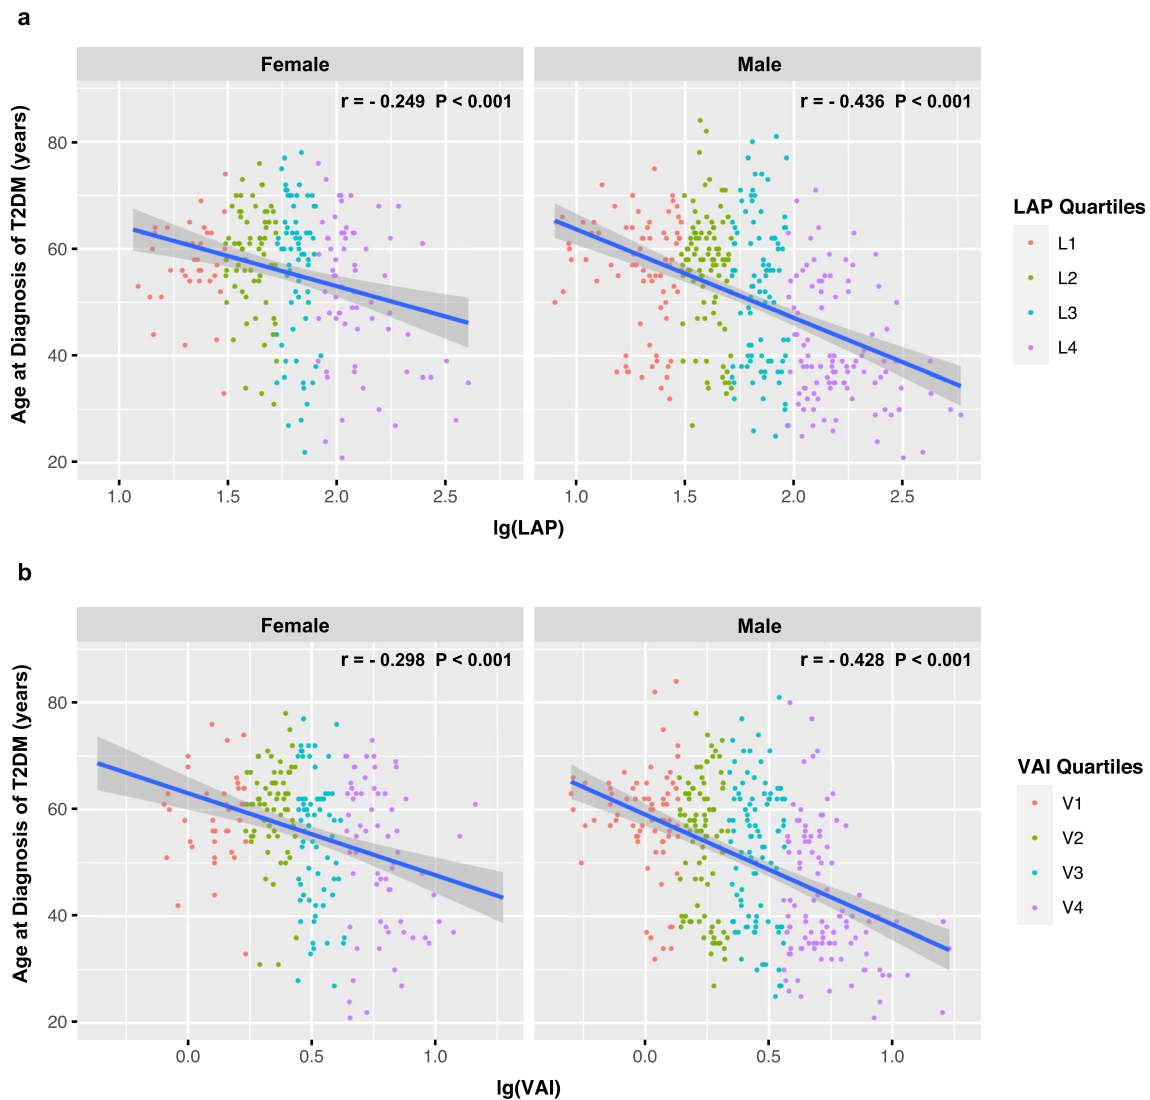 a
Female
Male
r = - 0.249 P < 0.001
r = - 0.436 P < 0.001
Age at Diagnosis of T2DM (years)
80
60
40
20
1.0 1.5 2.0 2.5
1.0 1.5 2.0 2.5
lg(LAP)
LAP Quartiles
L1
L2
L3
L4
b
Female
Male
r = - 0.298 P < 0.001
r = - 0.428 P < 0.001
Age at Diagnosis of T2DM (years)
80
60
40
20
0.0 0.5 1.0
0.0 0.5 1.0
lg(VAI)
VAI Quartiles
V1
V2
V3
V4